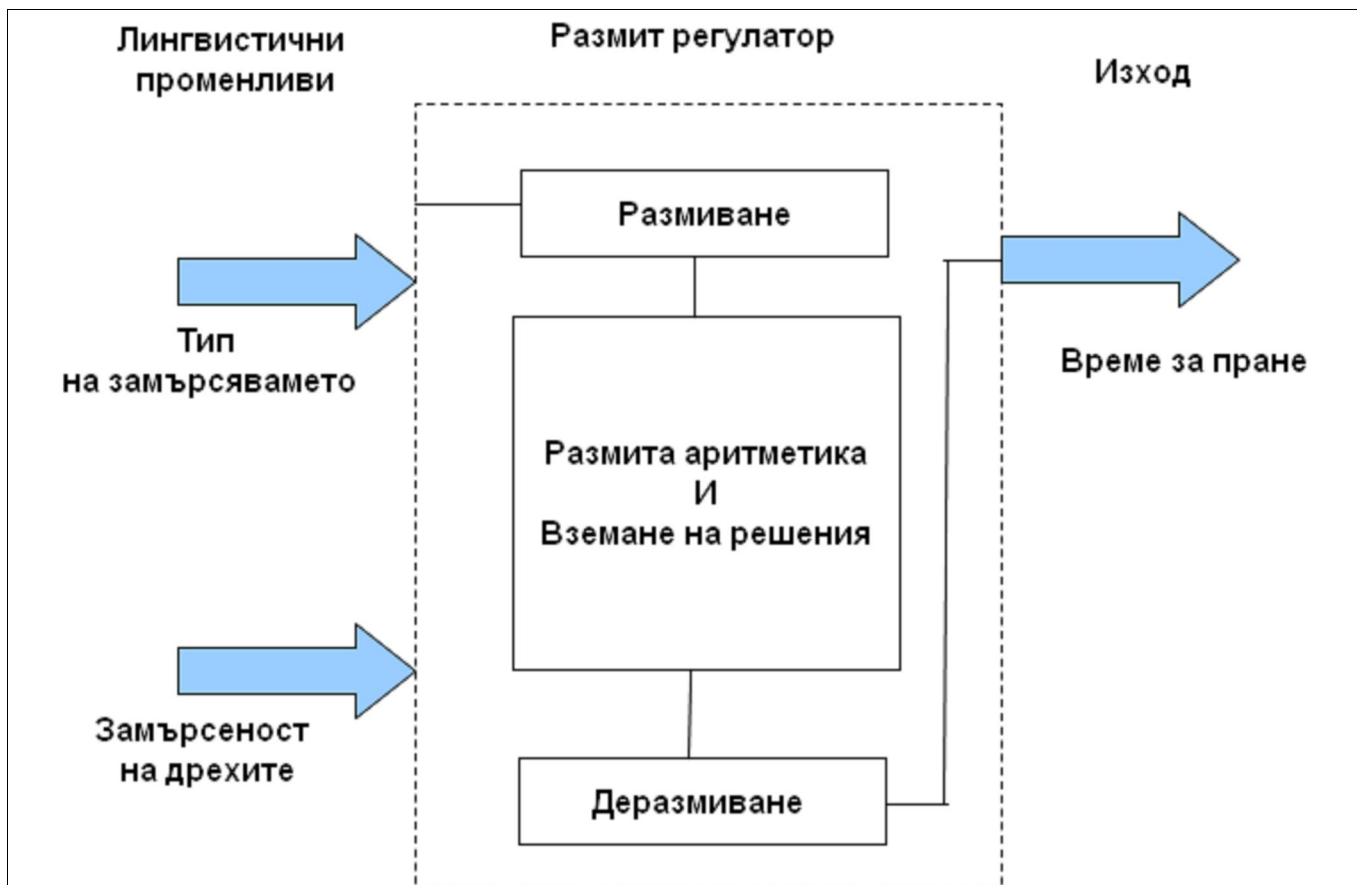 Лингвистични
променливи
Размит регулатор
Изход
Размиване
Тип
на замърсявамето
Време за пране
Размита аритметика
И
Вземане на решения
Замърсеност
на дрехите
Деразмиване